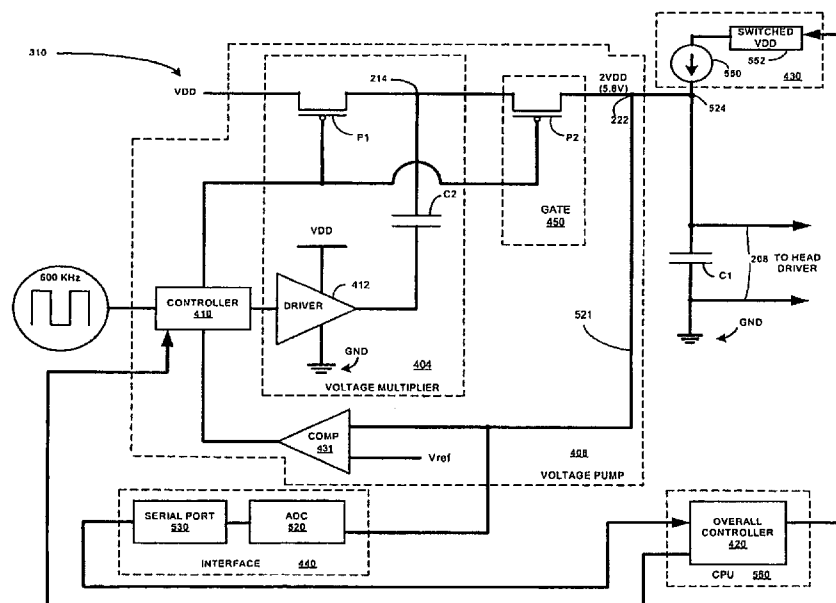 310
VDD
214
P1
P2
2VDD
(5.8V)
222
SWITCHED
VDD
552
550
430
524
C2
GATE
450
VDD
600 KHz
CONTROLLER
410
DRIVER
412
GND
404
VOLTAGE MULTIPLIER
C1
208
TO HEAD
DRIVER
GND
521
COMP
431
Vref
408
VOLTAGE PUMP
SERIAL PORT
530
ADC
520
INTERFACE
440
OVERALL
CONTROLLER
420
CPU
560